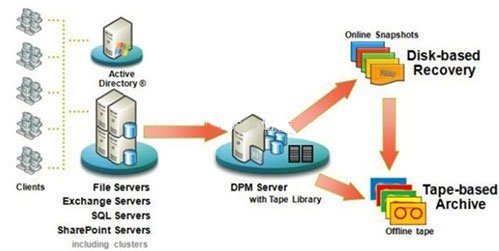 Online Snapshots
Disk-based
Recovery
Active
Directory®
Clients
File Servers
Exchange Servers
SQL Servers
SharePoint Servers
including clusters
DPM Server
with Tape Library
Tape-based
Archive
Offline tape